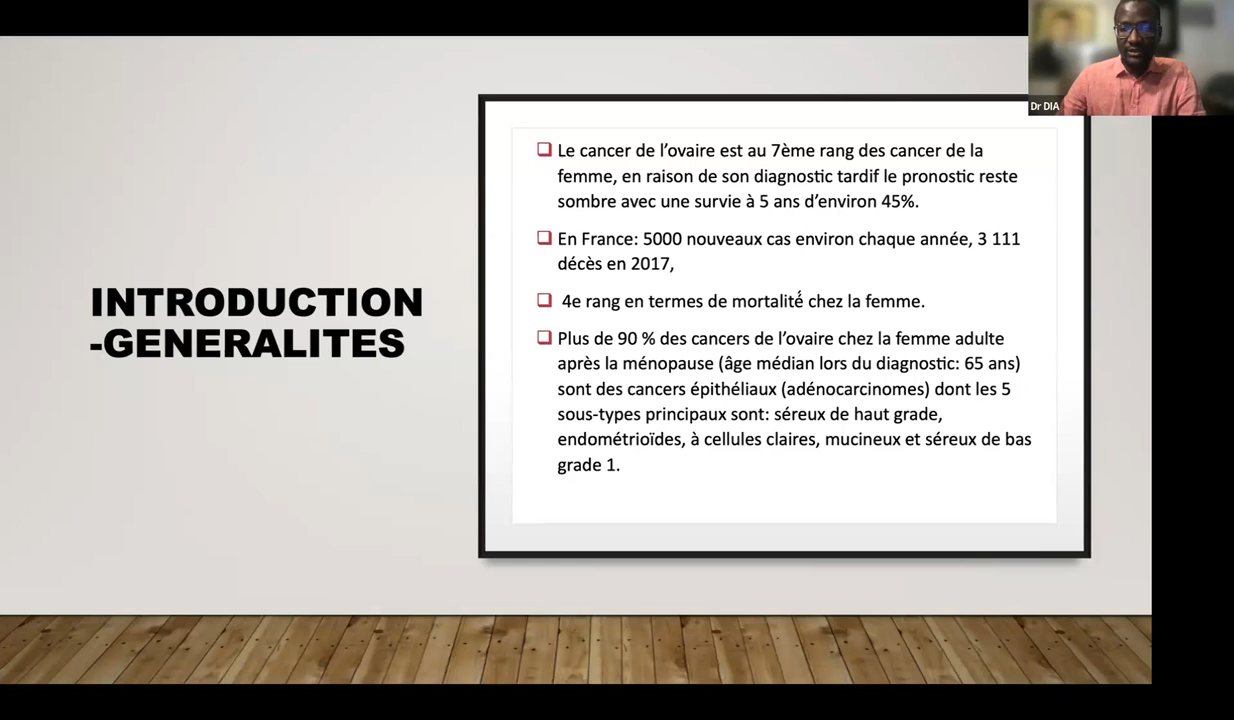 Dr DIA
INTRODUCTION
-GENERALITES
❑ Le cancer de l’ovaire est au 7ème rang des cancer de la
femme, en raison de son diagnostic tardif le pronostic reste
sombre avec une survie à 5 ans d’environ 45%.
❑ En France: 5000 nouveaux cas environ chaque année, 3 111
décès en 2017,
❑ 4e rang en termes de mortalité́ chez la femme.
❑ Plus de 90 % des cancers de l’ovaire chez la femme adulte
après la ménopause (âge médian lors du diagnostic: 65 ans)
sont des cancers épithéliaux (adénocarcinomes) dont les 5
sous-types principaux sont: séreux de haut grade,
endométrioïdes, à cellules claires, mucineux et séreux de bas
grade 1.